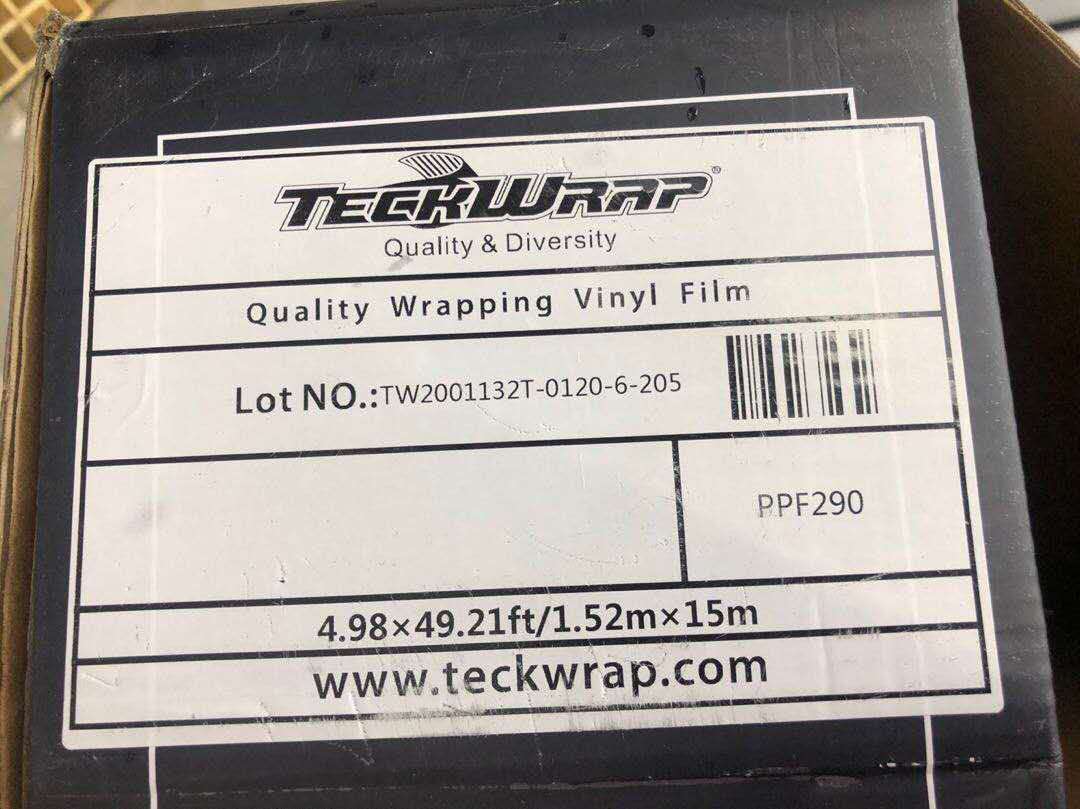 TECKWRAP®
Quality & Diversity
Quality Wrapping Vinyl Film
Lot NO.:TW2001132T-0120-6-205
PPF290
4.98×49.21ft/1.52m×15m
www.teckwrap.com